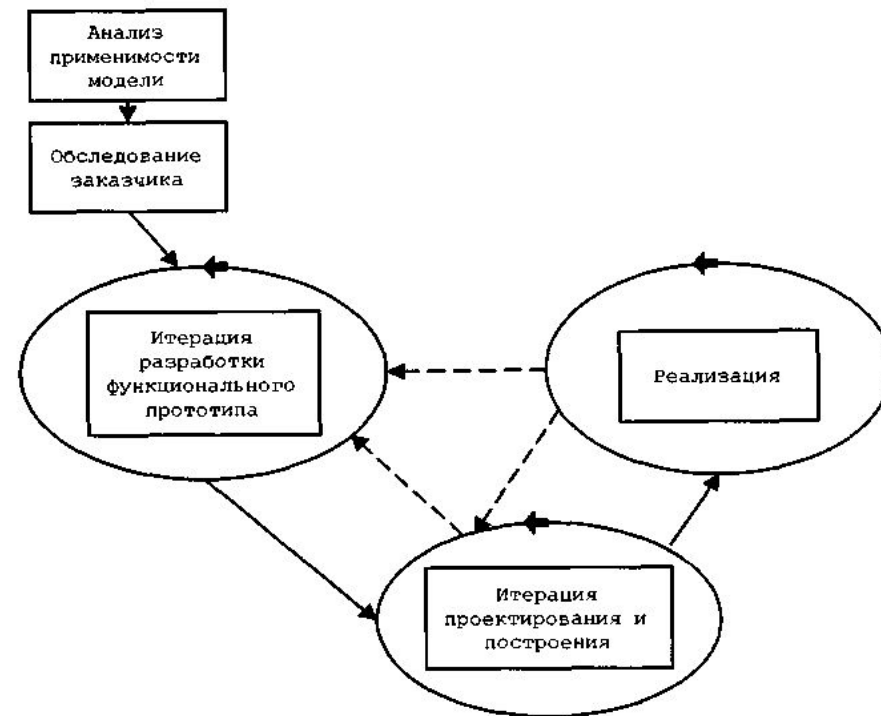 Анализ
применимости
модели
Обследование
заказчика
Итерация
разработки
функционального
прототипа
Реализация
Итерация
проектирования и
построения